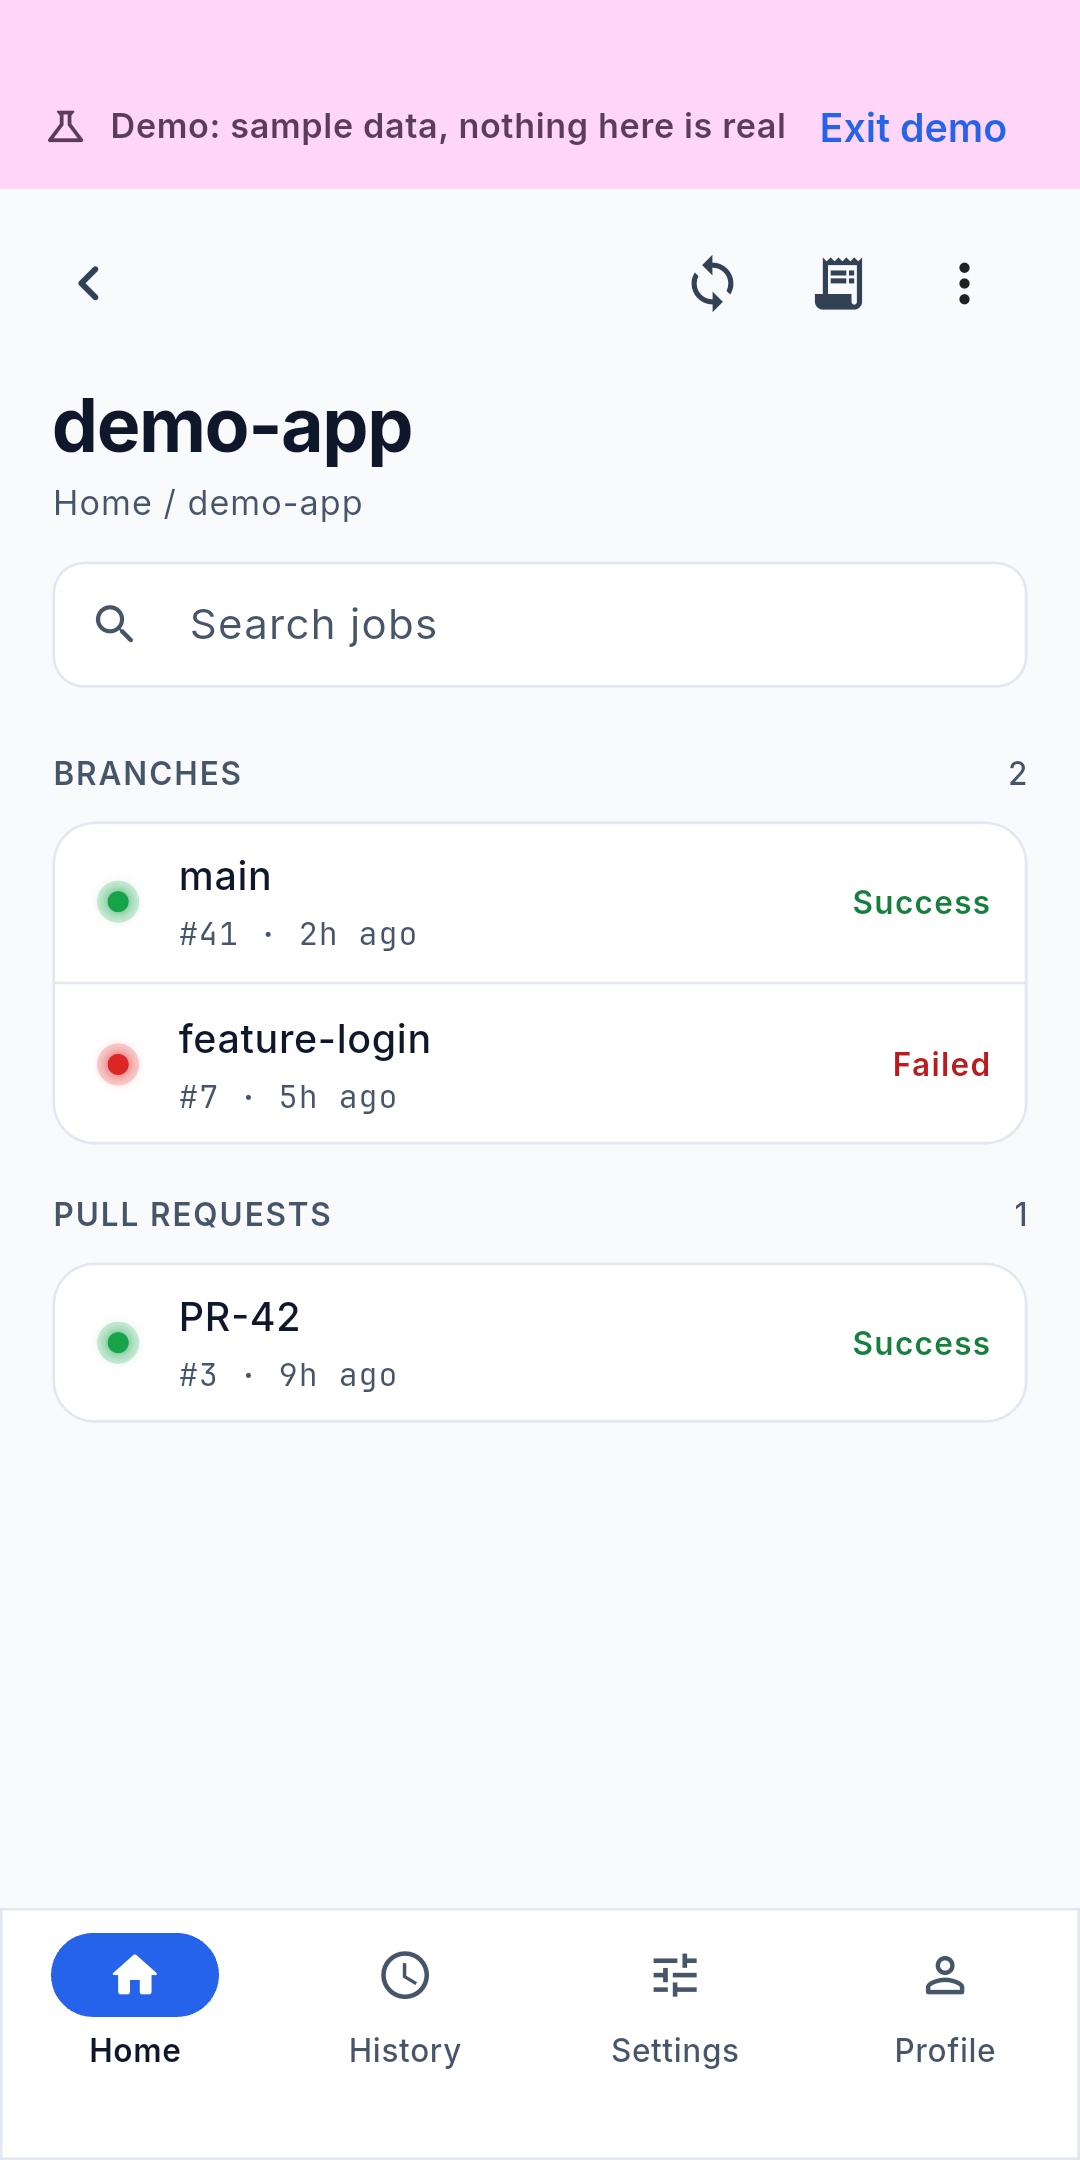 Demo: sample data, nothing here is real
Exit demo
demo-app
Home / demo-app
Search jobs
BRANCHES 2
main
#41 · 2h ago
Success
feature-login
#7 · 5h ago
Failed
PULL REQUESTS 1
PR-42
#3 · 9h ago
Success
Home
History
Settings
Profile